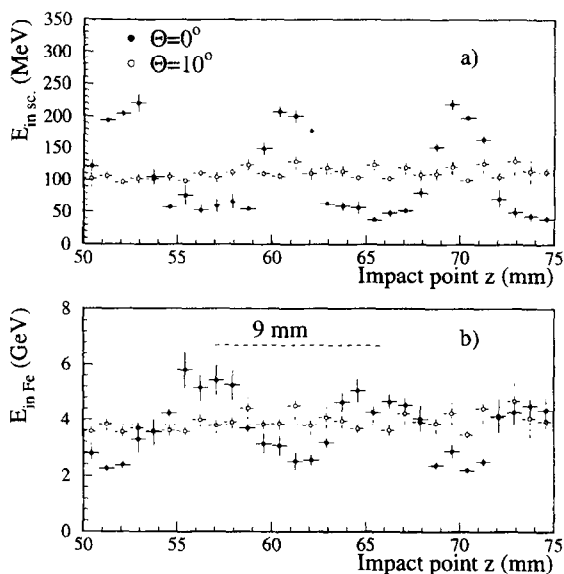 350
300
250
200
150
100
50
0
E in sc. (MeV)
Θ=0°
Θ=10°
a)
50 55 60 65 70 75
Impact point z (mm)
8
6
4
2
0
E in Fe (GeV)
9 mm
b)
50 55 60 65 70 75
Impact point z (mm)